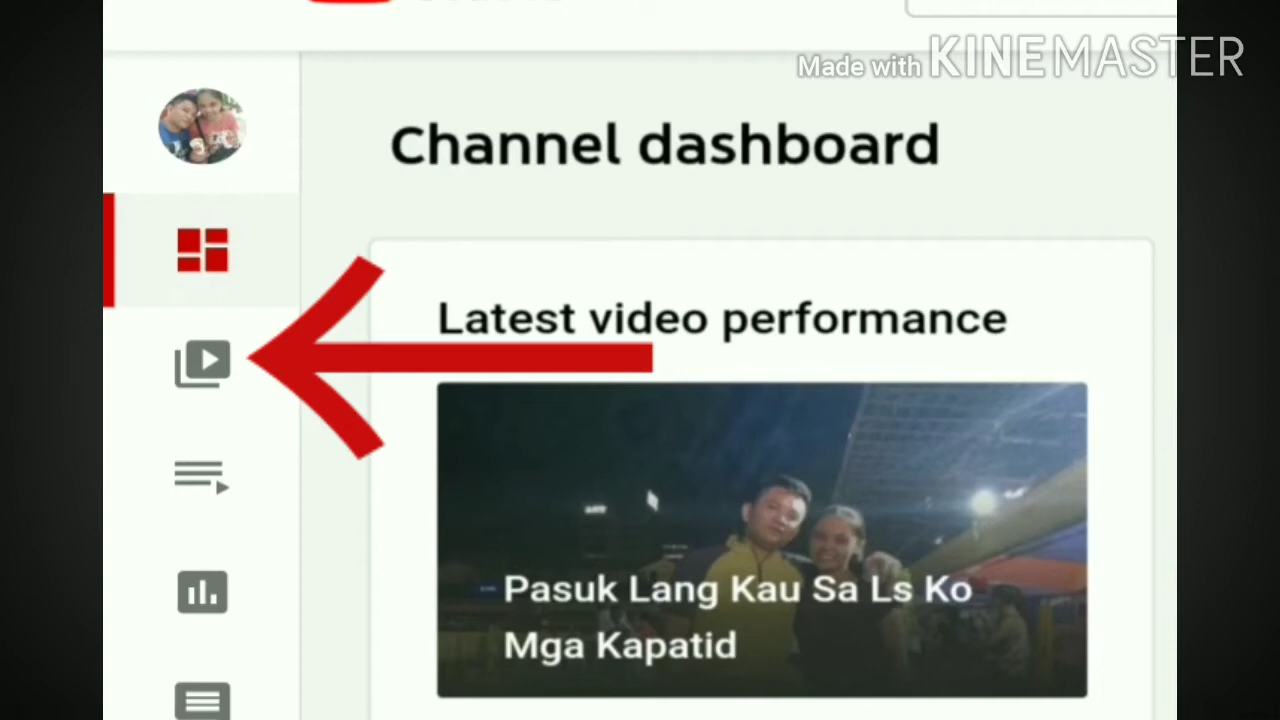 Made with KINEMASTER
Channel dashboard
Latest video performance
Pasuk Lang Kau Sa Ls Ko
Mga Kapatid